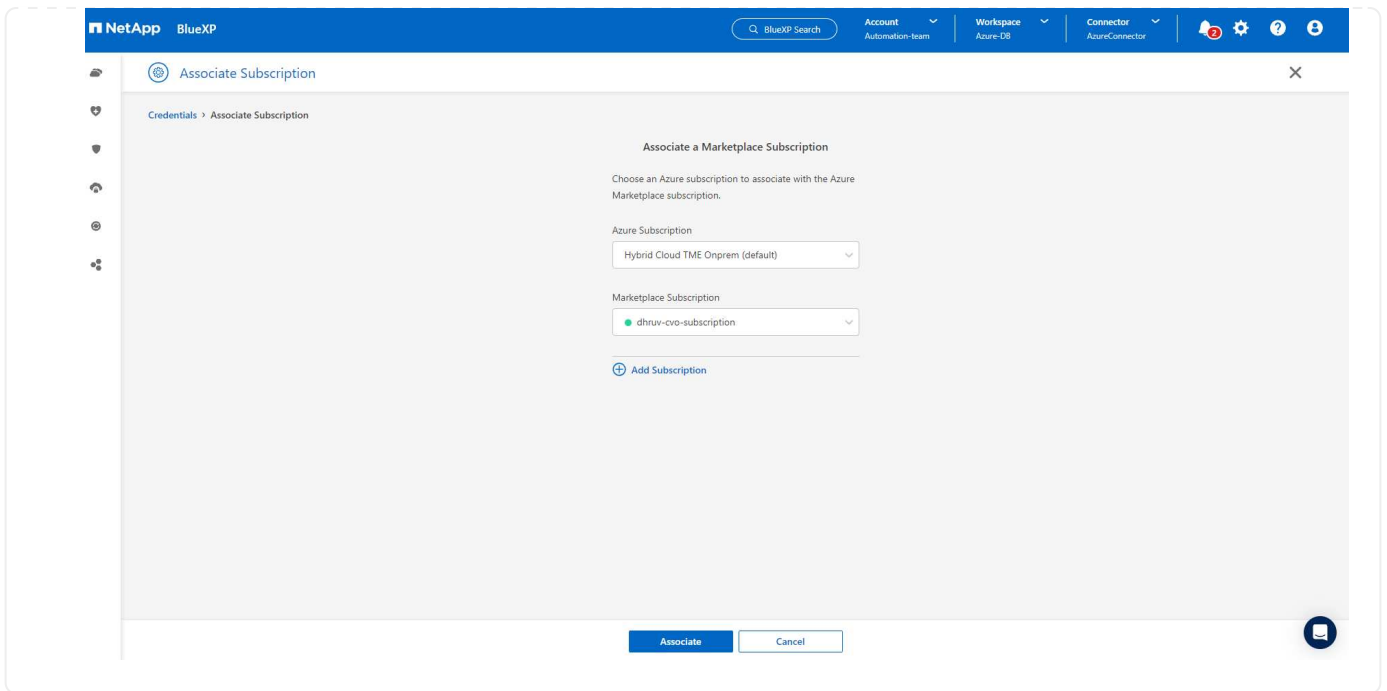 NetApp BlueXP
BlueXP Search
Account
Automation-team
Workspace
Azure-DB
Connector
AzureConnector
2
Associate Subscription
Credentials > Associate Subscription
Associate a Marketplace Subscription
Choose an Azure subscription to associate with the Azure
Marketplace subscription.
Azure Subscription
Hybrid Cloud TME Onprem (default)
Marketplace Subscription
dhruv-cvo-subscription
Add Subscription
Associate
Cancel